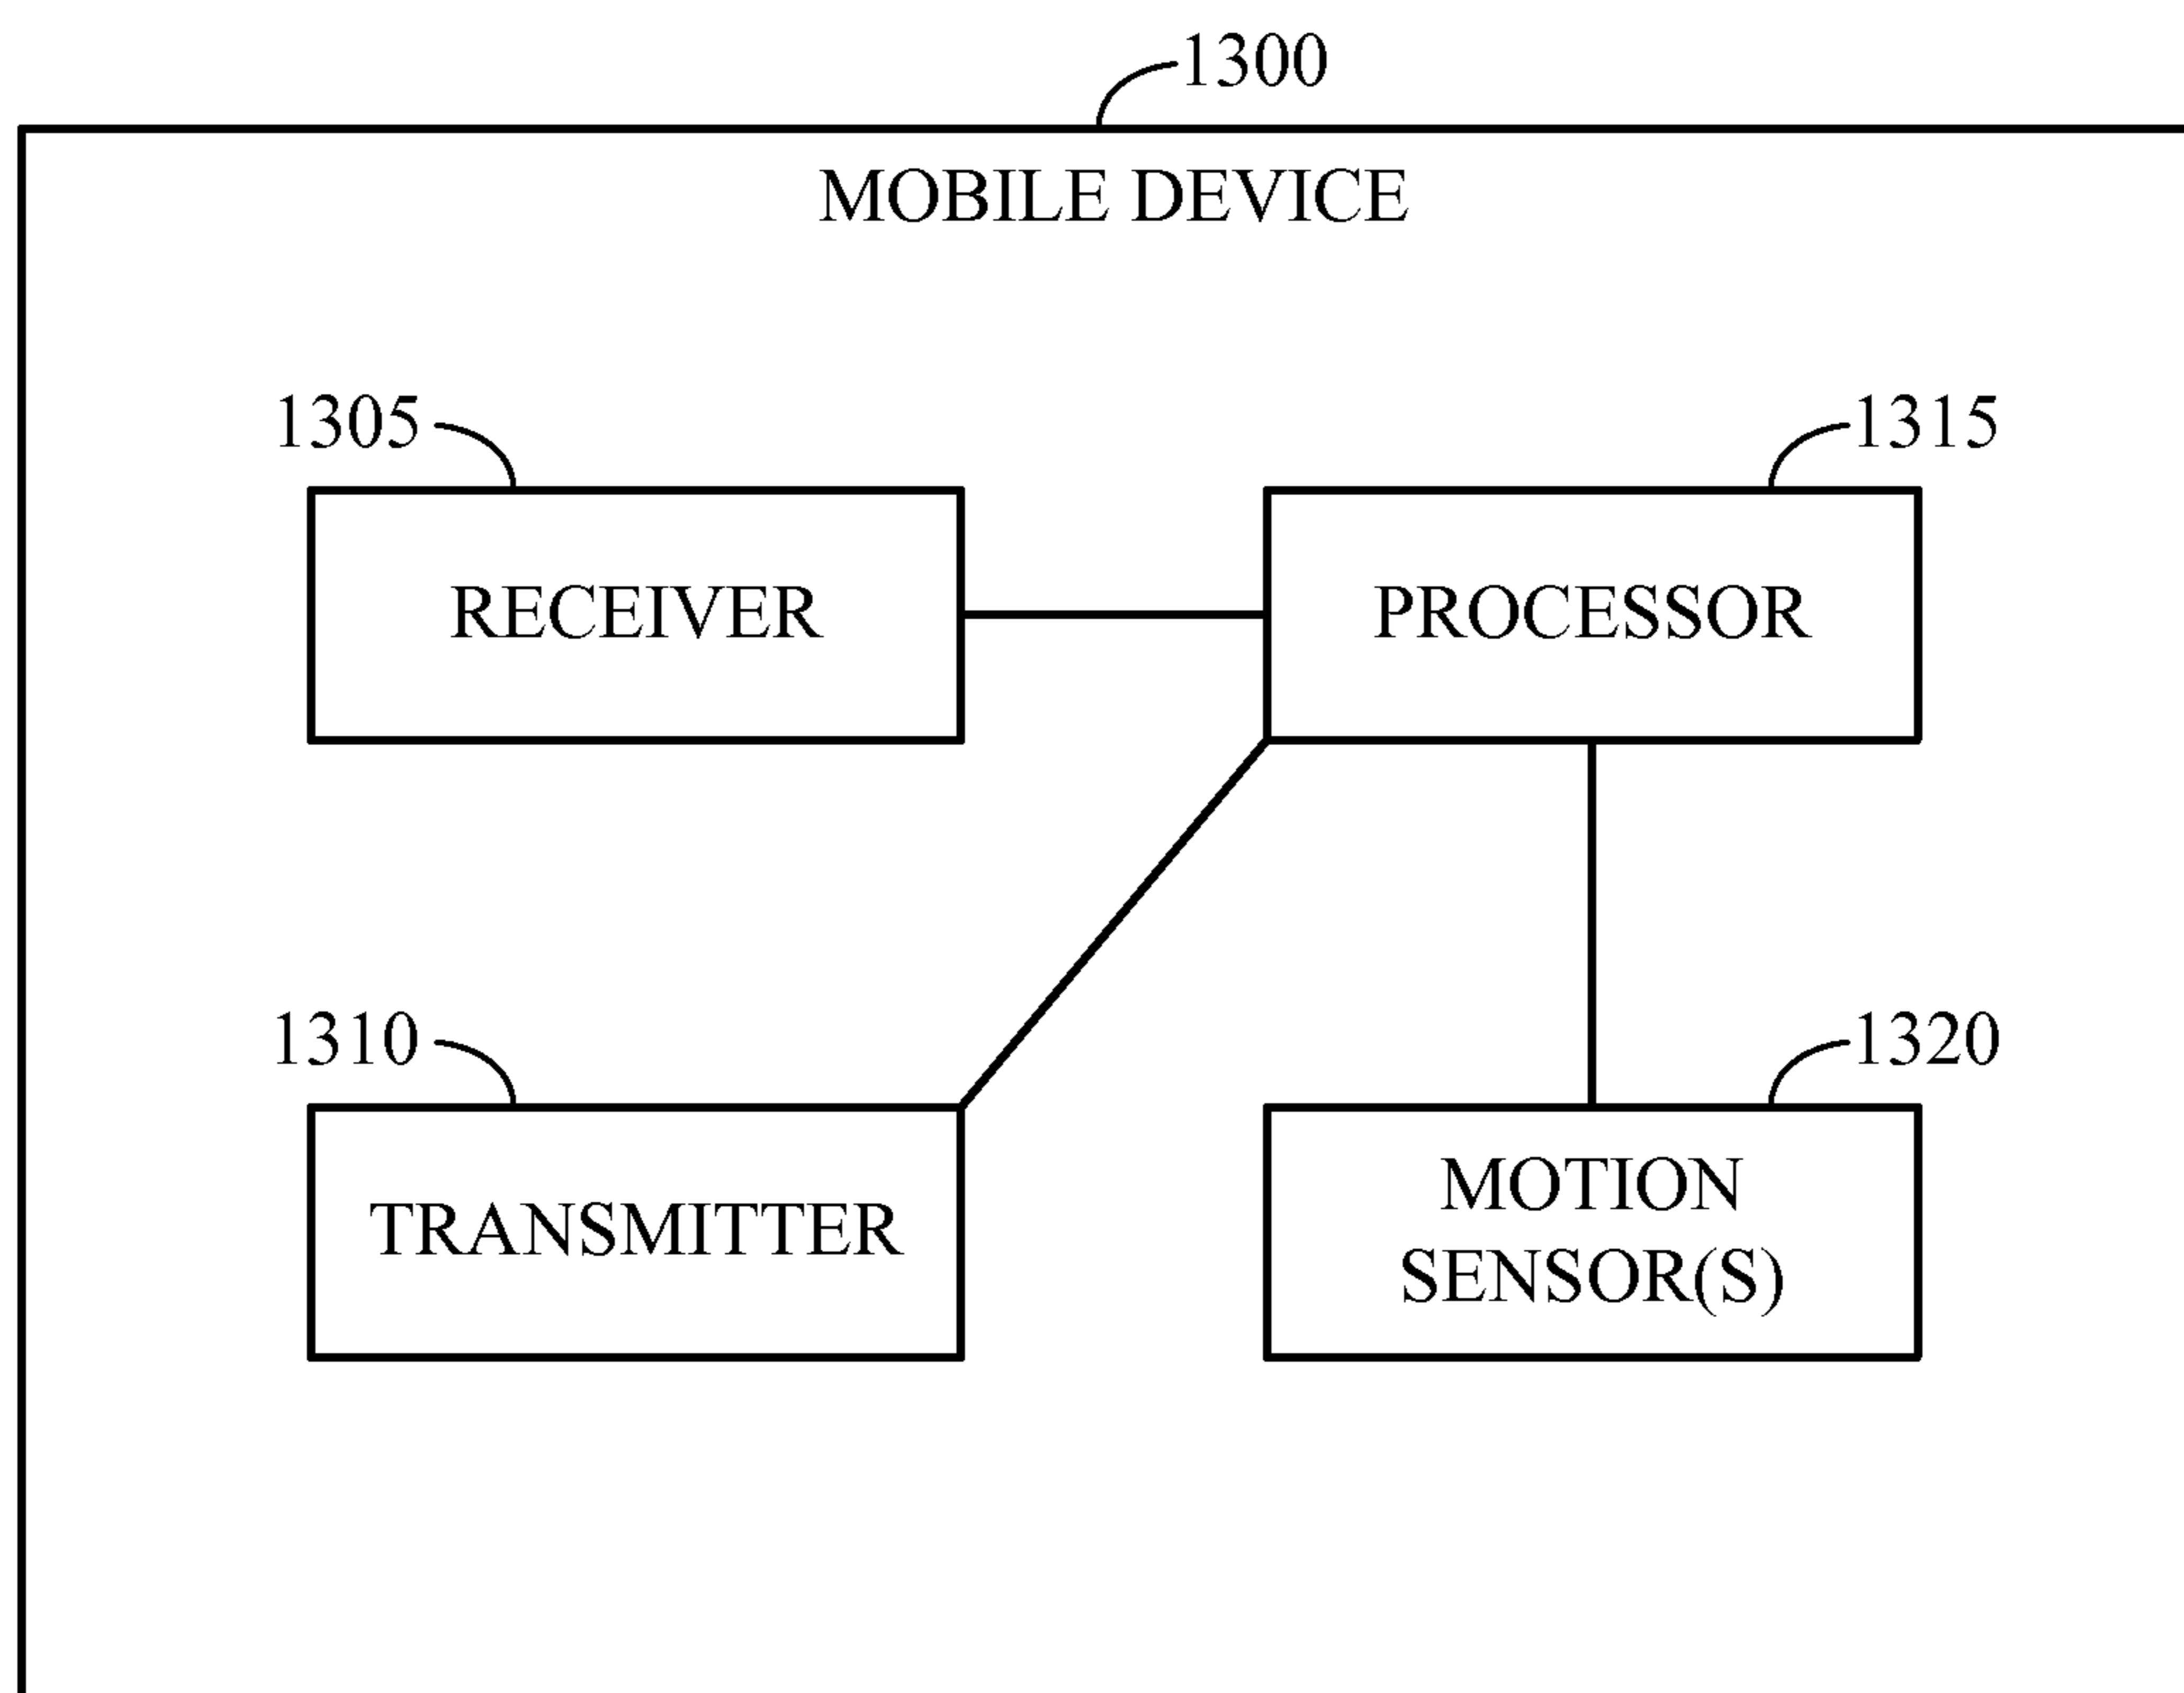 1300
MOBILE DEVICE
1305
1315
RECEIVER
PROCESSOR
1310
1320
TRANSMITTER
MOTION
SENSOR(S)